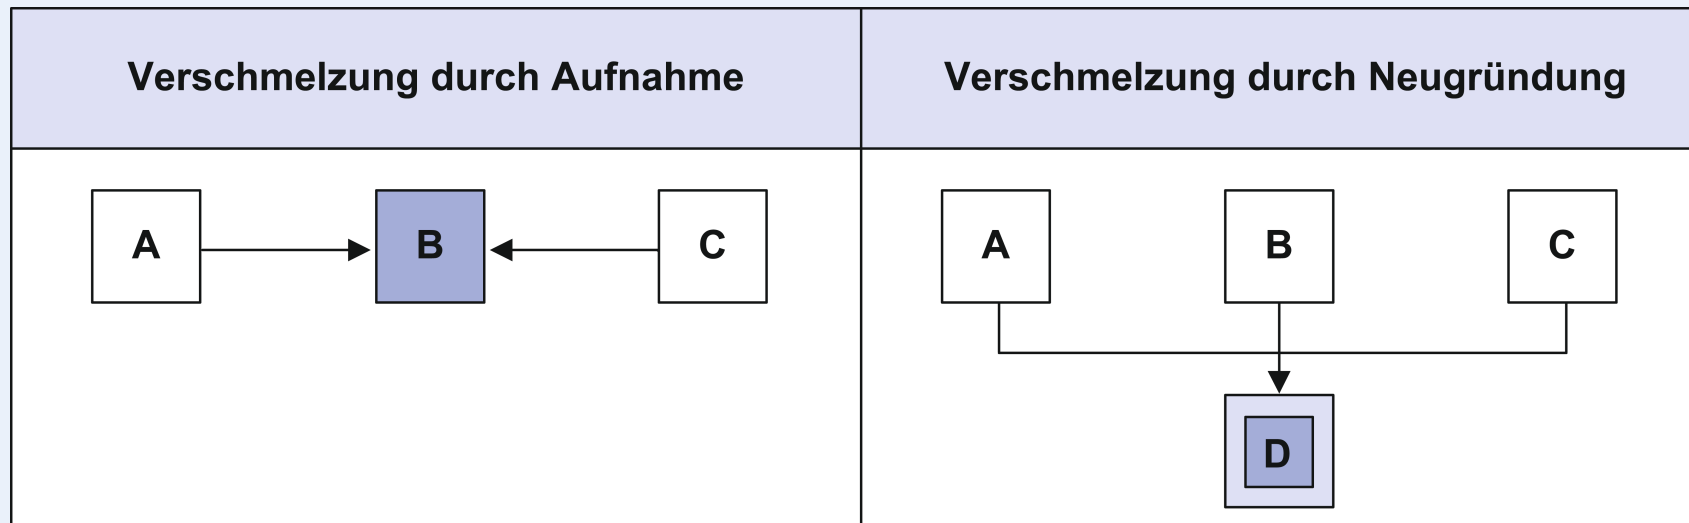 Verschmelzung durch Aufnahme
Verschmelzung durch Neugründung
A
B
C
A
B
C
D